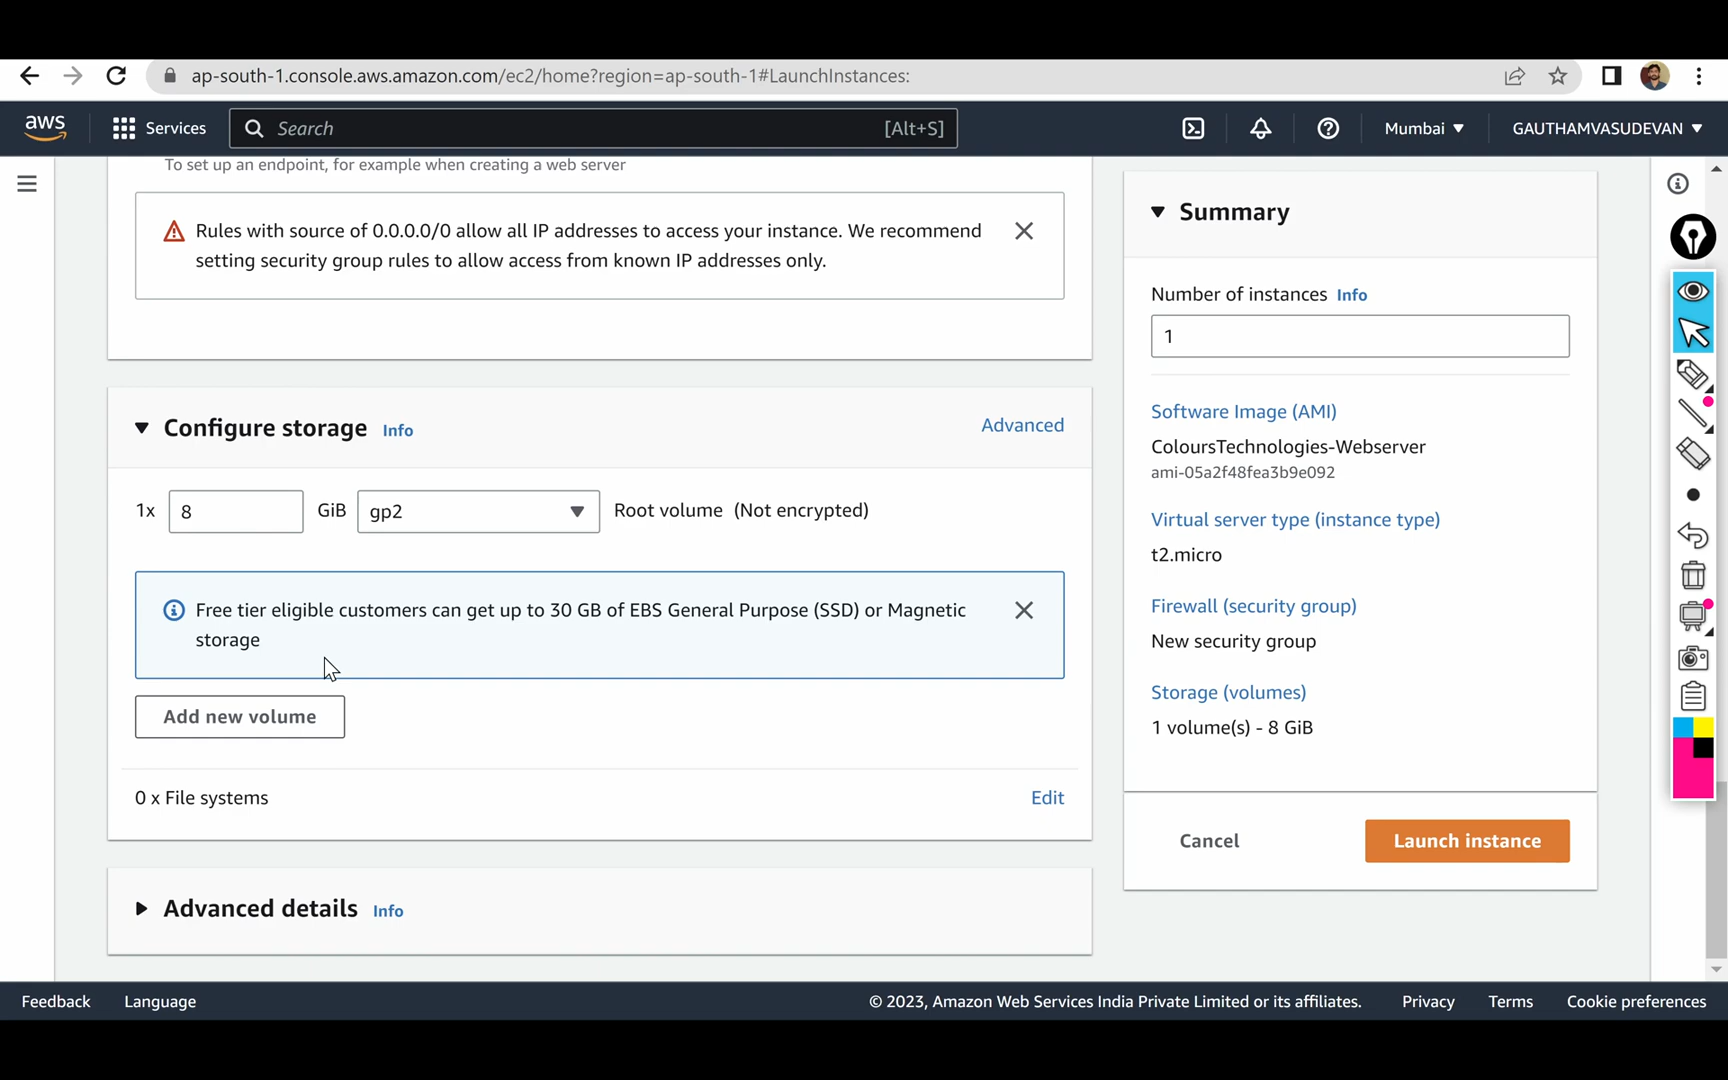 ap-south-1.console.aws.amazon.com/ec2/home?region=ap-south-1#LaunchInstances:
aws
Services
Search
[Alt+S]
Mumbai
GAUTHAMVASUDEVAN
To set up an endpoint, for example when creating a web server
Rules with source of 0.0.0.0/0 allow all IP addresses to access your instance. We recommend
setting security group rules to allow access from known IP addresses only.
Configure storage Info
Advanced
1x 8 GiB gp2 Root volume (Not encrypted)
Free tier eligible customers can get up to 30 GB of EBS General Purpose (SSD) or Magnetic
storage
Add new volume
0 x File systems
Edit
Advanced details Info
Summary
Number of instances Info
1
Software Image (AMI)
ColoursTechnologies-Webserver
ami-05a2f48fea3b9e092
Virtual server type (instance type)
t2.micro
Firewall (security group)
New security group
Storage (volumes)
1 volume(s) - 8 GiB
Cancel
Launch instance
Feedback
Language
© 2023, Amazon Web Services India Private Limited or its affiliates.
Privacy
Terms
Cookie preferences